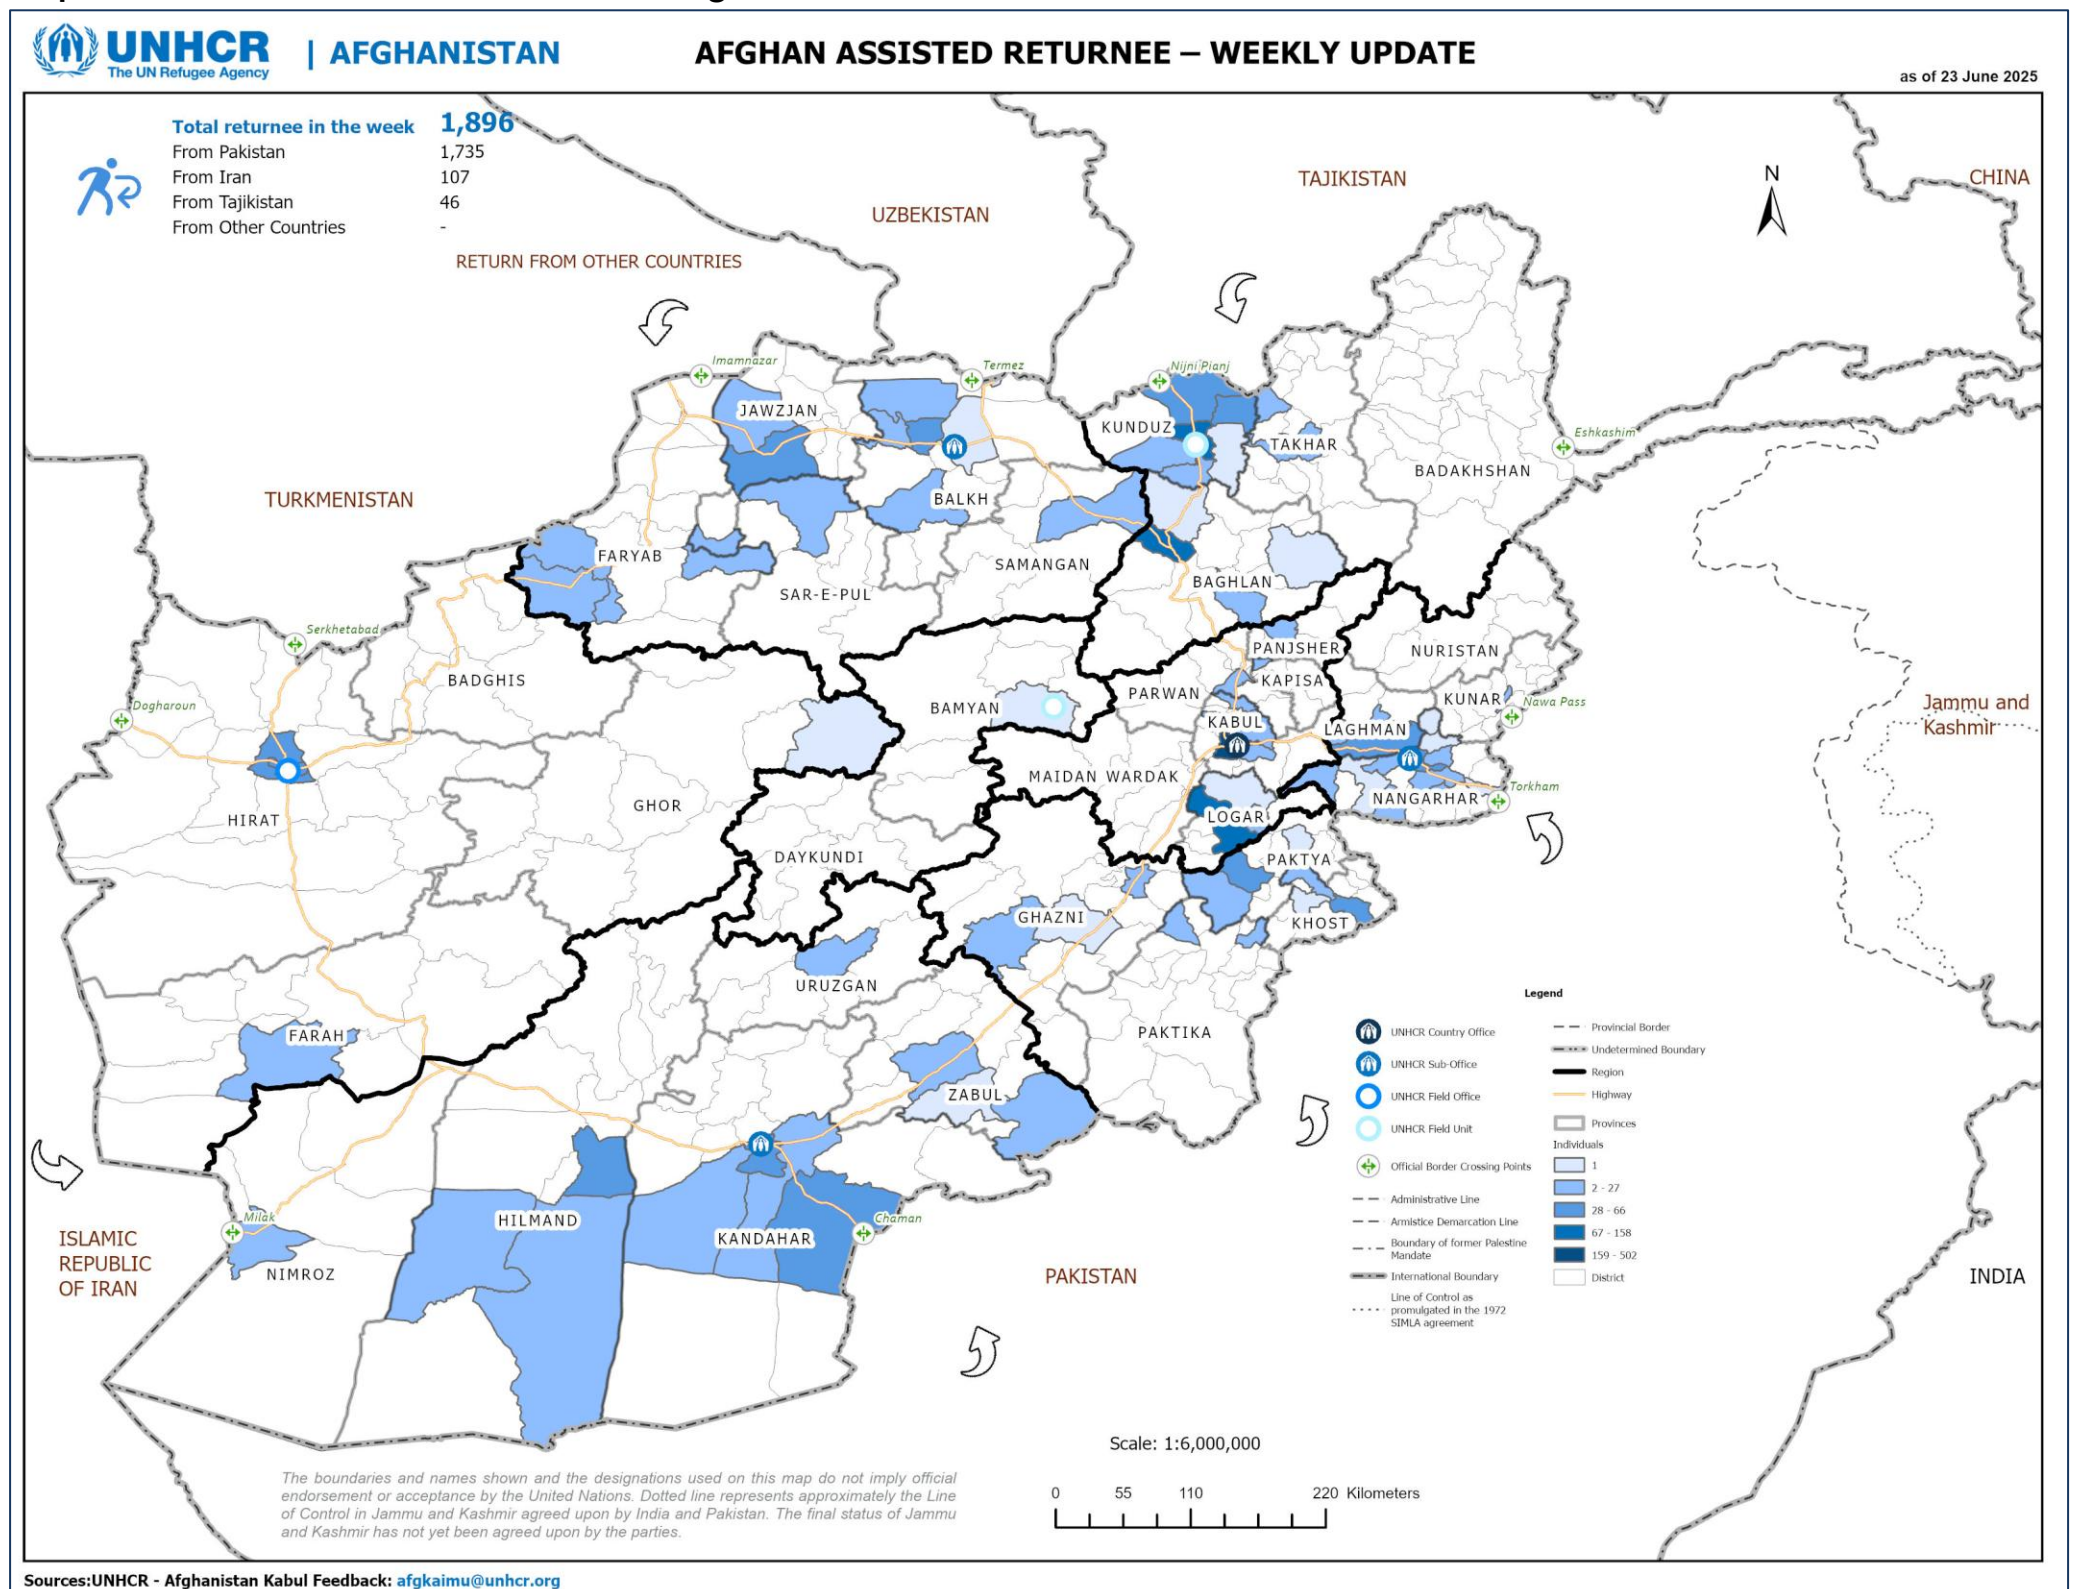 UNHCR
The UN Refugee Agency
| AFGHANISTAN
AFGHAN ASSISTED RETURNEE – WEEKLY UPDATE
as of 23 June 2025
Total returnee in the week 1,896
From Pakistan 1,735
From Iran 107
From Tajikistan 46
From Other Countries -
RETURN FROM OTHER COUNTRIES
UZBEKISTAN
TAJIKISTAN
N
CHINA
TURKMENISTAN
Imamnazar
Termez
Nijni Pianj
Eshkashim
JAWZJAN
KUNDUZ
TAKHAR
BADAKHSHAN
BALKH
FARYAB
SAMANGAN
SAR-E-PUL
BAGHLAN
Serkhetabad
Dogharoun
BADGHIS
PANJSHER
NURISTAN
BAMYAN
PARWAN
KAPISA
KUNAR
Nawa Pass
Jammu and
Kashmir
KABUL
LAGHMAN
MAIDAN WARDAK
Torkham
NANGARHAR
HIRAT
GHOR
LOGAR
DAYKUNDI
PAKTYA
GHAZNI
KHOST
URUZGAN
FARAH
PAKTIKA
ZABUL
HILMAND
KANDAHAR
Chaman
Milak
NIMROZ
ISLAMIC
REPUBLIC
OF IRAN
PAKISTAN
INDIA
Legend
UNHCR Country Office
UNHCR Sub-Office
UNHCR Field Office
UNHCR Field Unit
Official Border Crossing Points
Administrative Line
Armistice Demarcation Line
Boundary of former Palestine
Mandate
International Boundary
Line of Control as
promulgated in the 1972
SIMLA agreement
Provincial Border
Undetermined Boundary
Region
Highway
Provinces
Individuals
1
2 - 27
28 - 66
67 - 158
159 - 502
District
Scale: 1:6,000,000
0 55 110 220 Kilometers
The boundaries and names shown and the designations used on this map do not imply official
endorsement or acceptance by the United Nations. Dotted line represents approximately the Line
of Control in Jammu and Kashmir agreed upon by India and Pakistan. The final status of Jammu
and Kashmir has not yet been agreed upon by the parties.
Sources:UNHCR - Afghanistan Kabul Feedback: afgkaimu@unhcr.org